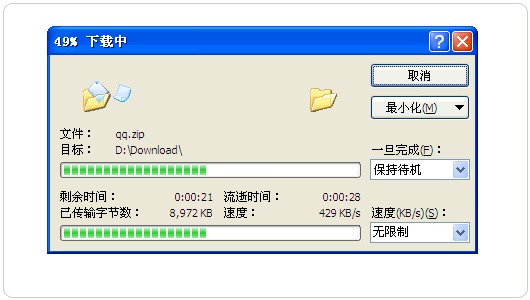 49% 下载中
取消
最小化(M)
文件： qq.zip
目标： D:\Download\
一旦完成(F)：
保持待机
剩余时间： 0:00:21 流逝时间： 0:00:28
已传输字节数： 8,972 KB 速度： 429 KB/s
速度(KB/s)(S)：
无限制